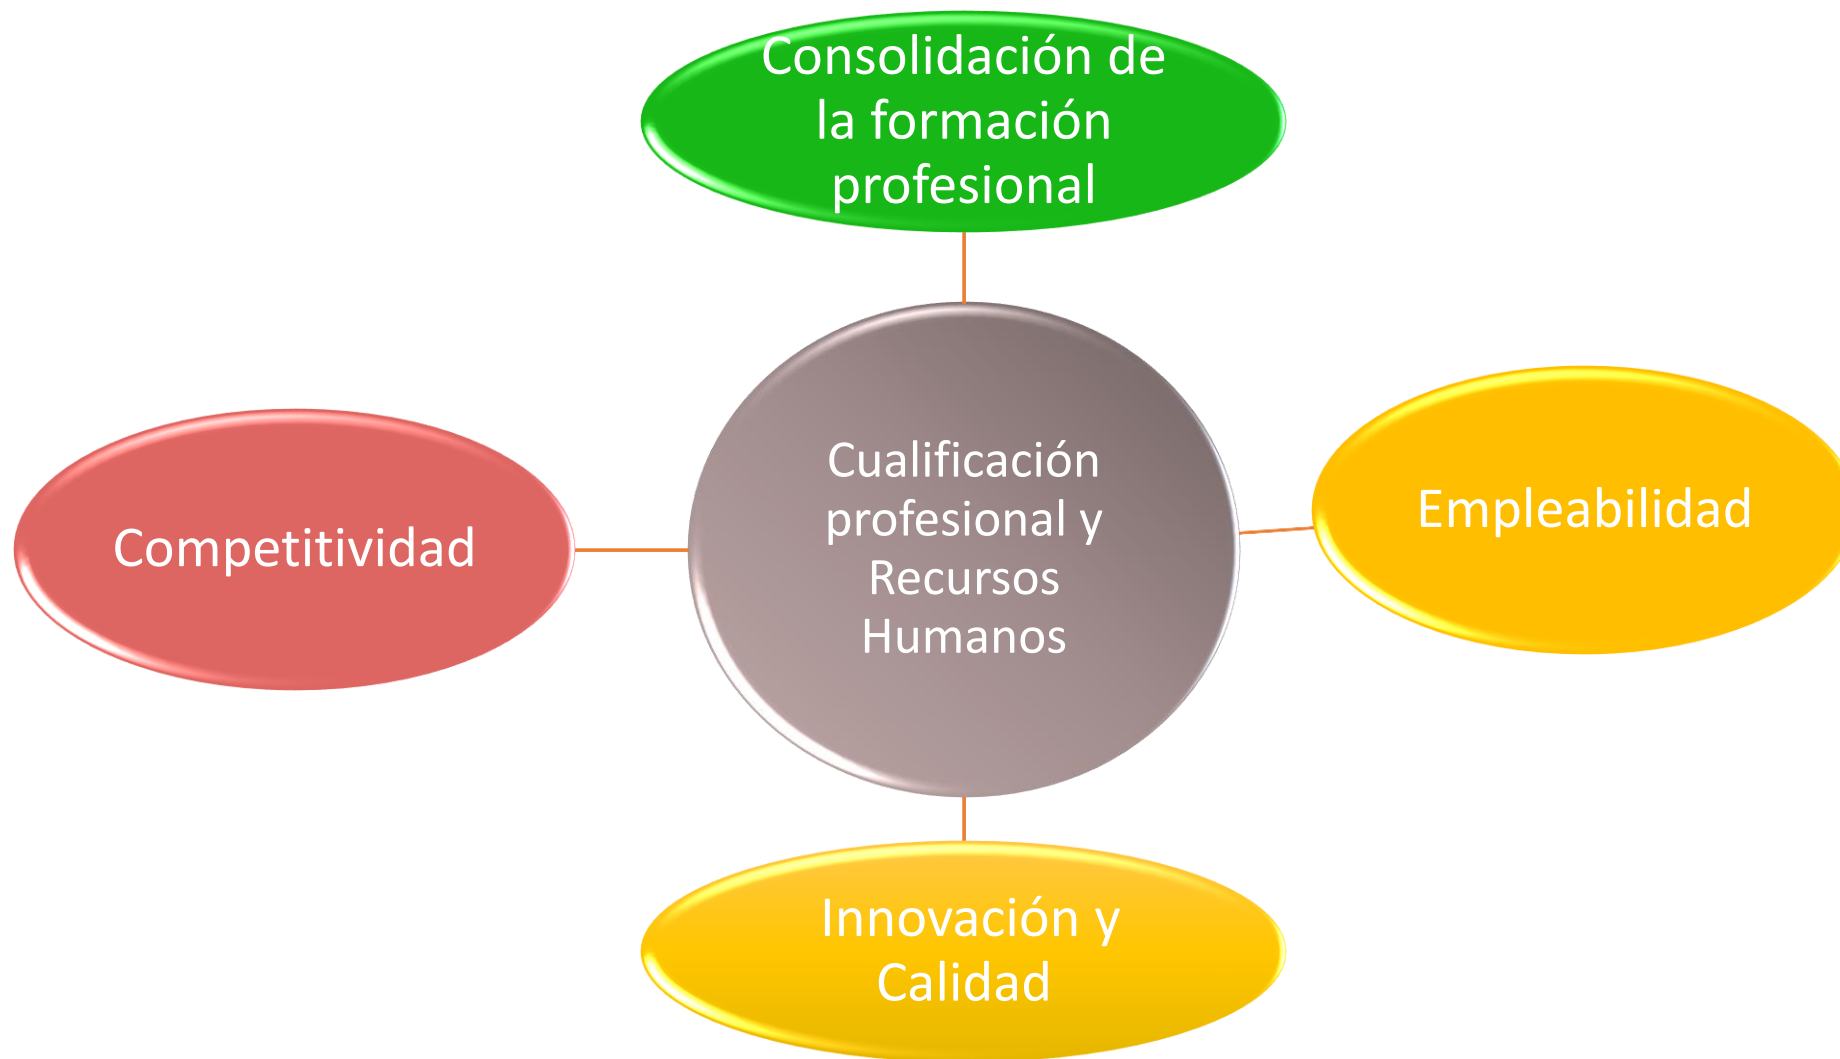 Consolidación de
la formación
profesional
Competitividad
Cualificación
profesional y
Recursos
Humanos
Empleabilidad
Innovación y
Calidad